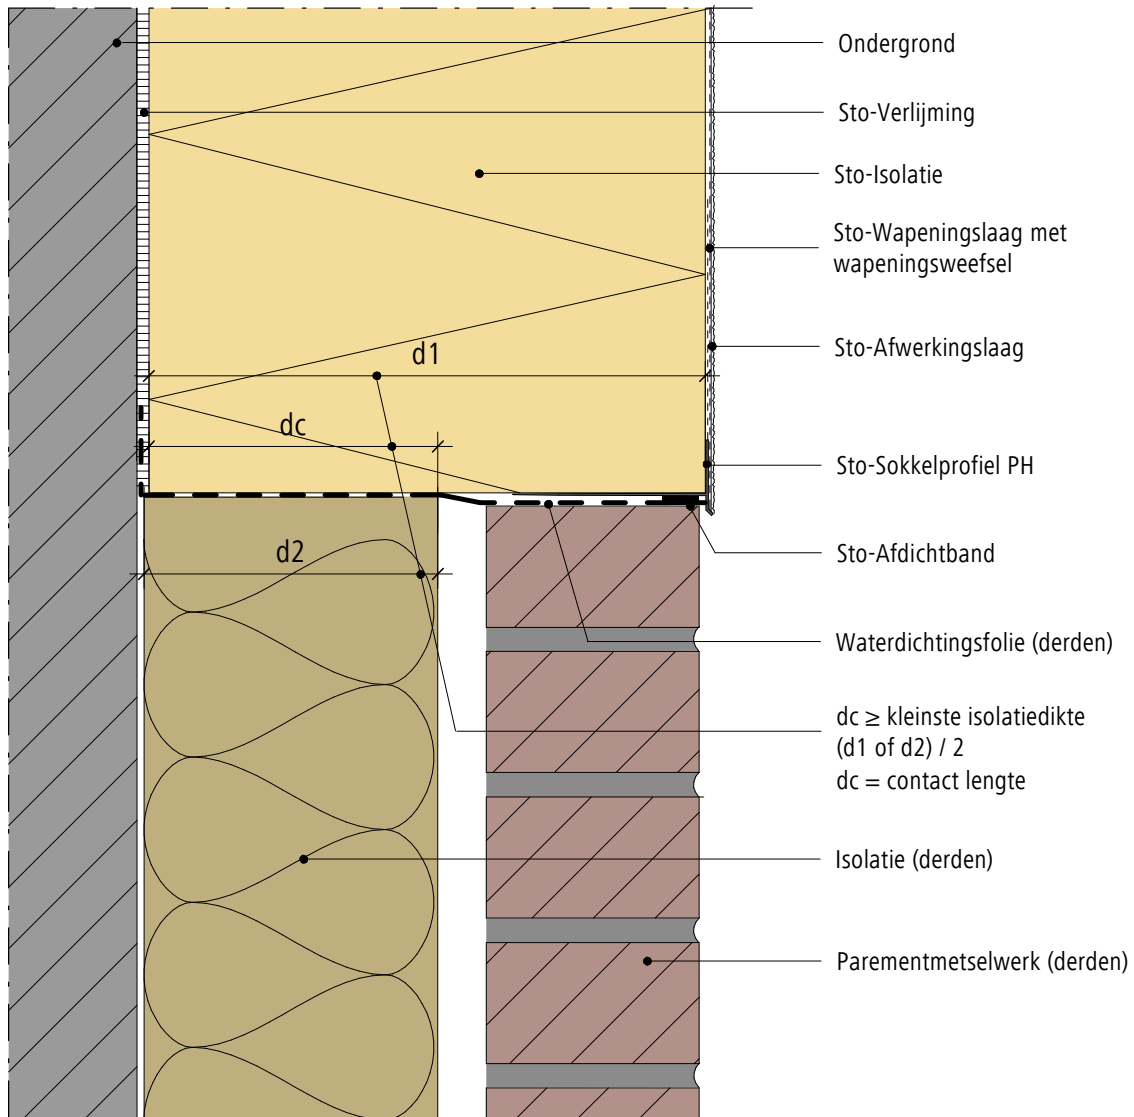 Ondergrond
Sto-Verlijming
Sto-Isolatie
Sto-Wapeningslaag met
wapeningsweefsel
Sto-Afwerkingslaag
d1
dc
Sto-Sokkelprofiel PH
d2
Sto-Afdichtband
Waterdichtingsfolie (derden)
dc ≥ kleinste isolatiedikte
(d1 of d2) / 2
dc = contact lengte
Isolatie (derden)
Parementmetselwerk (derden)